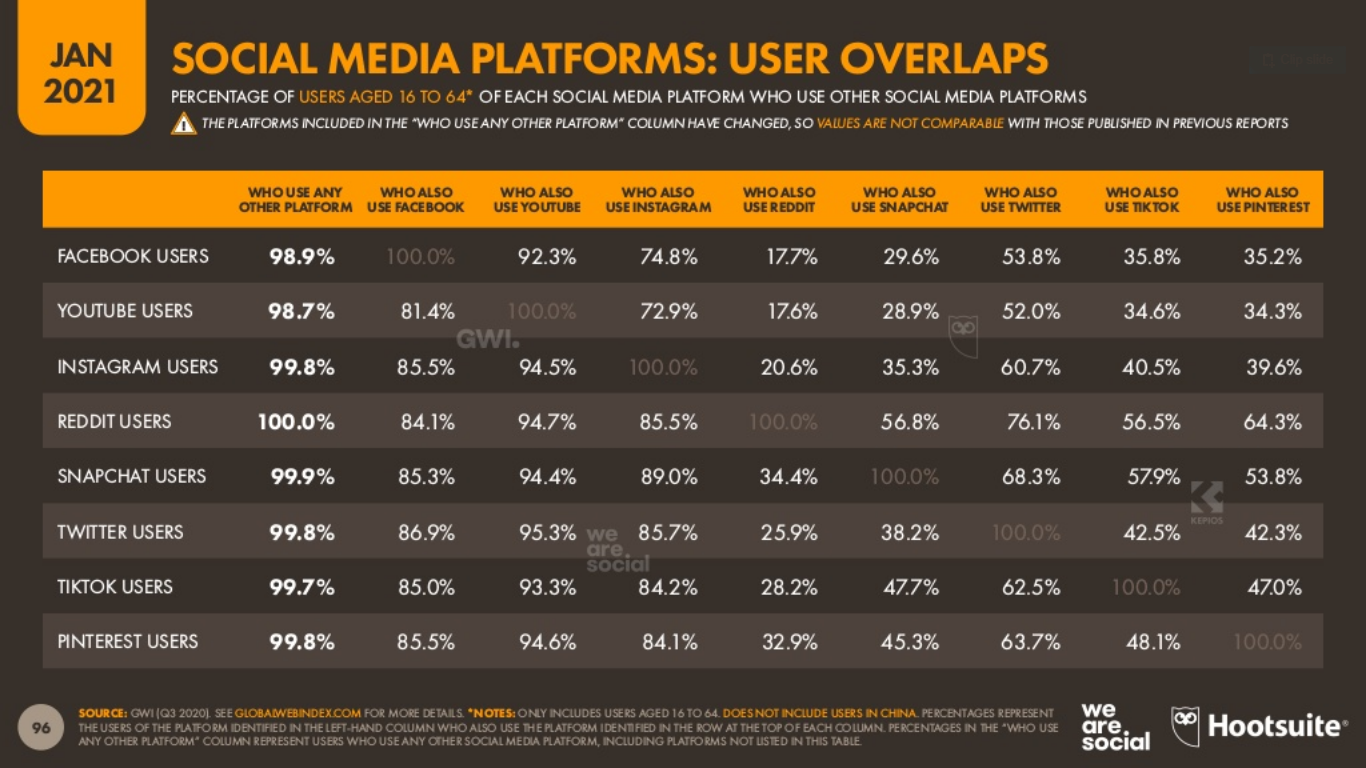 JAN
2021
SOCIAL MEDIA PLATFORMS: USER OVERLAPS
PERCENTAGE OF USERS AGED 16 TO 64* OF EACH SOCIAL MEDIA PLATFORM WHO USE OTHER SOCIAL MEDIA PLATFORMS
THE PLATFORMS INCLUDED IN THE "WHO USE ANY OTHER PLATFORM" COLUMN HAVE CHANGED, SO VALUES ARE NOT COMPARABLE WITH THOSE PUBLISHED IN PREVIOUS REPORTS
WHO USE ANY WHO ALSO WHO ALSO WHO ALSO WHO ALSO WHO ALSO WHO ALSO WHO ALSO WHO ALSO
OTHER PLATFORM USE FACEBOOK USE YOUTUBE USE INSTAGRAM USE REDDIT USE SNAPCHAT USE TWITTER USE TIKTOK USE PINTEREST
FACEBOOK USERS 98.9% 100.0% 92.3% 74.8% 17.7% 29.6% 53.8% 35.8% 35.2%
YOUTUBE USERS 98.7% 81.4% 100.0% 72.9% 17.6% 28.9% 52.0% 34.6% 34.3%
GWI.
INSTAGRAM USERS 99.8% 85.5% 94.5% 100.0% 20.6% 35.3% 60.7% 40.5% 39.6%
REDDIT USERS 100.0% 84.1% 94.7% 85.5% 100.0% 56.8% 76.1% 56.5% 64.3%
SNAPCHAT USERS 99.9% 85.3% 94.4% 89.0% 34.4% 100.0% 68.3% 57.9% 53.8%
KEPIOS
TWITTER USERS 99.8% 86.9% 95.3% 85.7% 25.9% 38.2% 100.0% 42.5% 42.3%
we
are
social
TIKTOK USERS 99.7% 85.0% 93.3% 84.2% 28.2% 47.7% 62.5% 100.0% 47.0%
PINTEREST USERS 99.8% 85.5% 94.6% 84.1% 32.9% 45.3% 63.7% 48.1% 100.0%
96
SOURCE: GWI (Q3 2020). SEE GLOBALWEBINDEX.COM FOR MORE DETAILS. *NOTES: ONLY INCLUDES USERS AGED 16 TO 64. DOES NOT INCLUDE USERS IN CHINA. PERCENTAGES REPRESENT
THE USERS OF THE PLATFORM IDENTIFIED IN THE LEFT-HAND COLUMN WHO ALSO USE THE PLATFORM IDENTIFIED IN THE ROW AT THE TOP OF EACH COLUMN. PERCENTAGES IN THE "WHO USE
ANY OTHER PLATFORM" COLUMN REPRESENT USERS WHO USE ANY OTHER SOCIAL MEDIA PLATFORM, INCLUDING PLATFORMS NOT LISTED IN THIS TABLE.
we
are
social
Hootsuite®